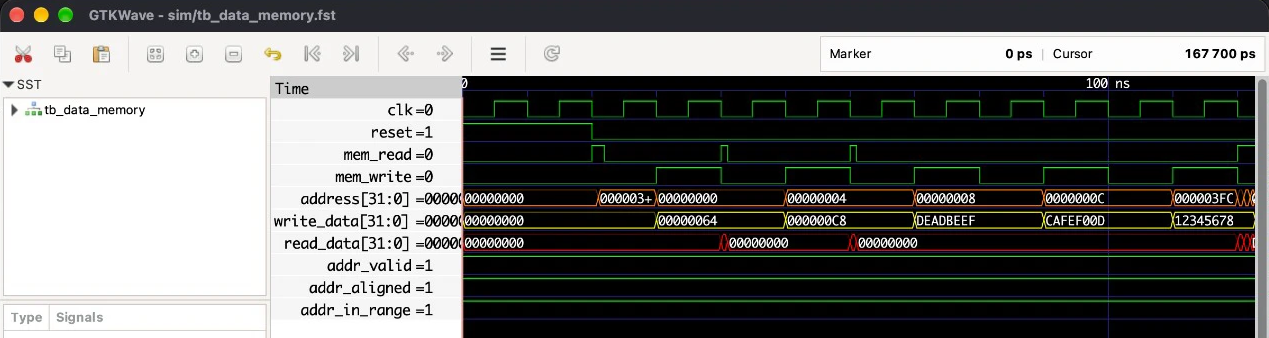 GTKWave - sim/tb_data_memory.fst
Marker 0 ps | Cursor 167 700 ps
SST
tb_data_memory
Type Signals
Time
0 100 ns
clk =0
reset =1
mem_read =0
mem_write =0
address[31:0] =00000 00000000 000003+ 00000000 00000004 00000008 0000000C 000003FC
write_data[31:0] =00000 00000000 00000064 000000C8 DEADBEEF CAFEF00D 12345678
read_data[31:0] =00000 00000000 00000000 00000000
addr_valid =1
addr_aligned =1
addr_in_range =1